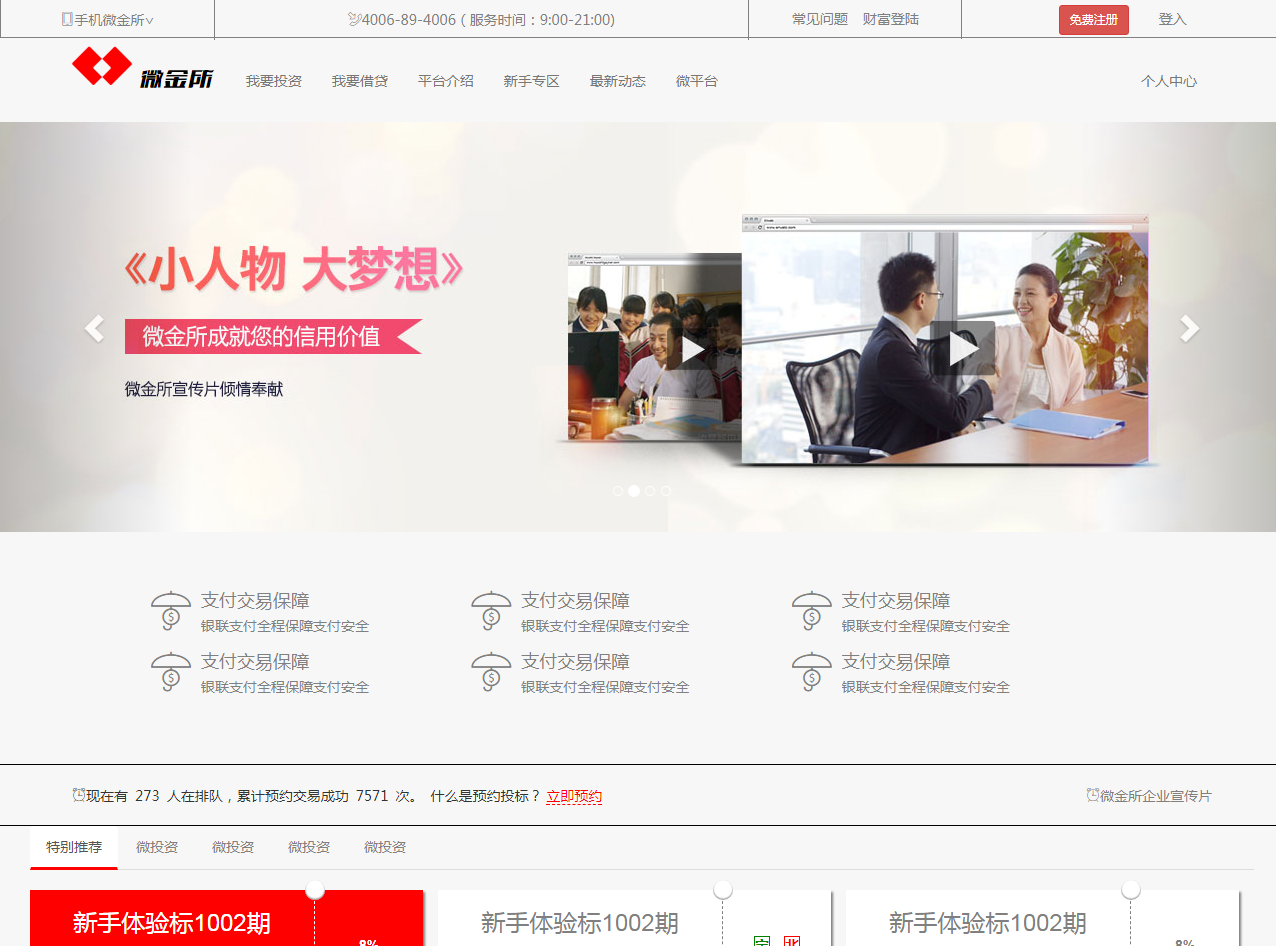 手机微金所
4006-89-4006 ( 服务时间：9:00-21:00)
常见问题 财富登陆
免费注册
登入
微金所
我要投资 我要借贷 平台介绍 新手专区 最新动态 微平台
个人中心
《小人物 大梦想》
微金所成就您的信用价值
微金所宣传片倾情奉献
支付交易保障
银联支付全程保障支付安全
支付交易保障
银联支付全程保障支付安全
支付交易保障
银联支付全程保障支付安全
支付交易保障
银联支付全程保障支付安全
支付交易保障
银联支付全程保障支付安全
支付交易保障
银联支付全程保障支付安全
现在有 273 人在排队，累计预约交易成功 7571 次。 什么是预约投标？ 立即预约
微金所企业宣传片
特别推荐 微投资 微投资 微投资 微投资
新手体验标1002期
8%
新手体验标1002期
新手体验标1002期
8%